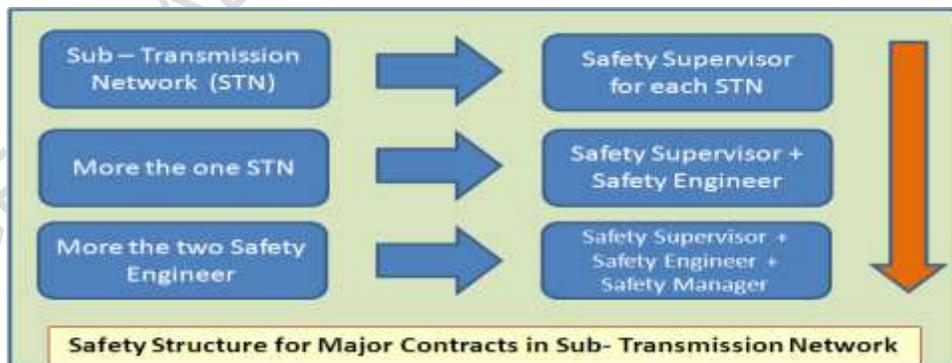 Sub – Transmission
Network (STN)
Safety Supervisor
for each STN
More the one STN
Safety Supervisor +
Safety Engineer
More the two Safety
Engineer
Safety Supervisor +
Safety Engineer +
Safety Manager
Safety Structure for Major Contracts in Sub- Transmission Network